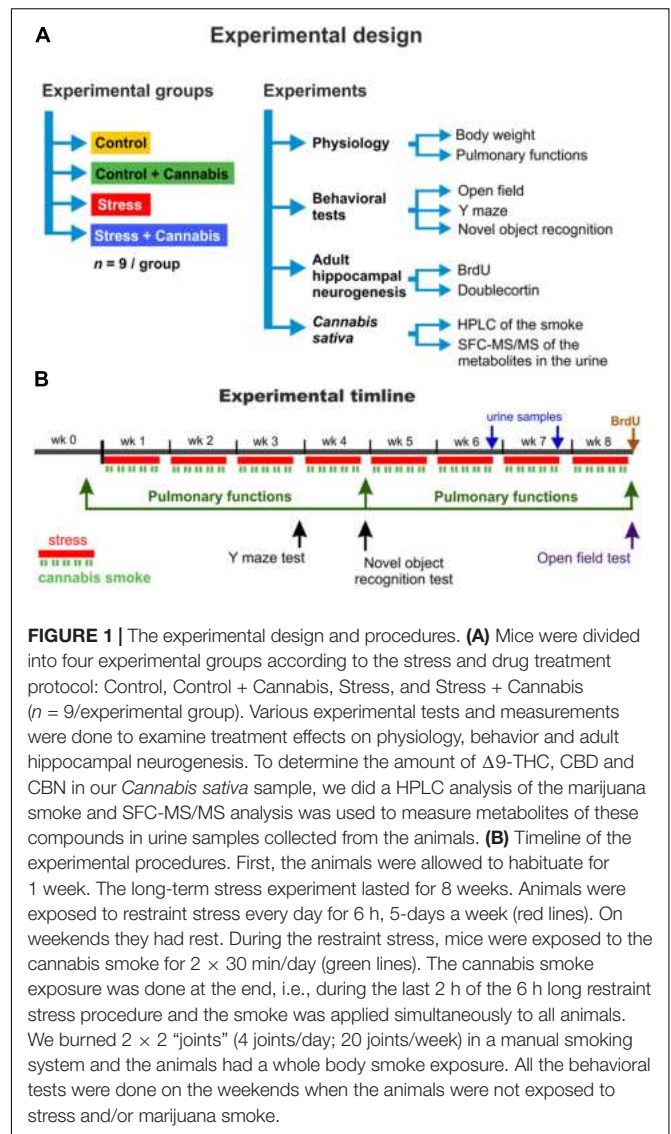 A
Experimental design
Experimental groups
Control
Control + Cannabis
Stress
Stress + Cannabis
n = 9 / group
Experiments
Physiology
Body weight
Pulmonary functions
Behavioral
tests
Open field
Y maze
Novel object recognition
Adult
hippocampal
neurogenesis
BrdU
Doublecortin
Cannabis
sativa
HPLC of the smoke
SFC-MS/MS of the
metabolites in the urine
B
Experimental timline
urine samples
BrdU
wk 0 wk 1 wk 2 wk 3 wk 4 wk 5 wk 6 wk 7 wk 8
Pulmonary functions Pulmonary functions
stress
cannabis smoke
Y maze test
Novel object
recognition test
Open field test
FIGURE 1 | The experimental design and procedures. (A) Mice were divided
into four experimental groups according to the stress and drug treatment
protocol: Control, Control + Cannabis, Stress, and Stress + Cannabis
(n = 9/experimental group). Various experimental tests and measurements
were done to examine treatment effects on physiology, behavior and adult
hippocampal neurogenesis. To determine the amount of Δ9-THC, CBD and
CBN in our Cannabis sativa sample, we did a HPLC analysis of the marijuana
smoke and SFC-MS/MS analysis was used to measure metabolites of these
compounds in urine samples collected from the animals. (B) Timeline of the
experimental procedures. First, the animals were allowed to habituate for
1 week. The long-term stress experiment lasted for 8 weeks. Animals were
exposed to restraint stress every day for 6 h, 5-days a week (red lines). On
weekends they had rest. During the restraint stress, mice were exposed to the
cannabis smoke for 2 × 30 min/day (green lines). The cannabis smoke
exposure was done at the end, i.e., during the last 2 h of the 6 h long restraint
stress procedure and the smoke was applied simultaneously to all animals.
We burned 2 × 2 “joints” (4 joints/day; 20 joints/week) in a manual smoking
system and the animals had a whole body smoke exposure. All the behavioral
tests were done on the weekends when the animals were not exposed to
stress and/or marijuana smoke.